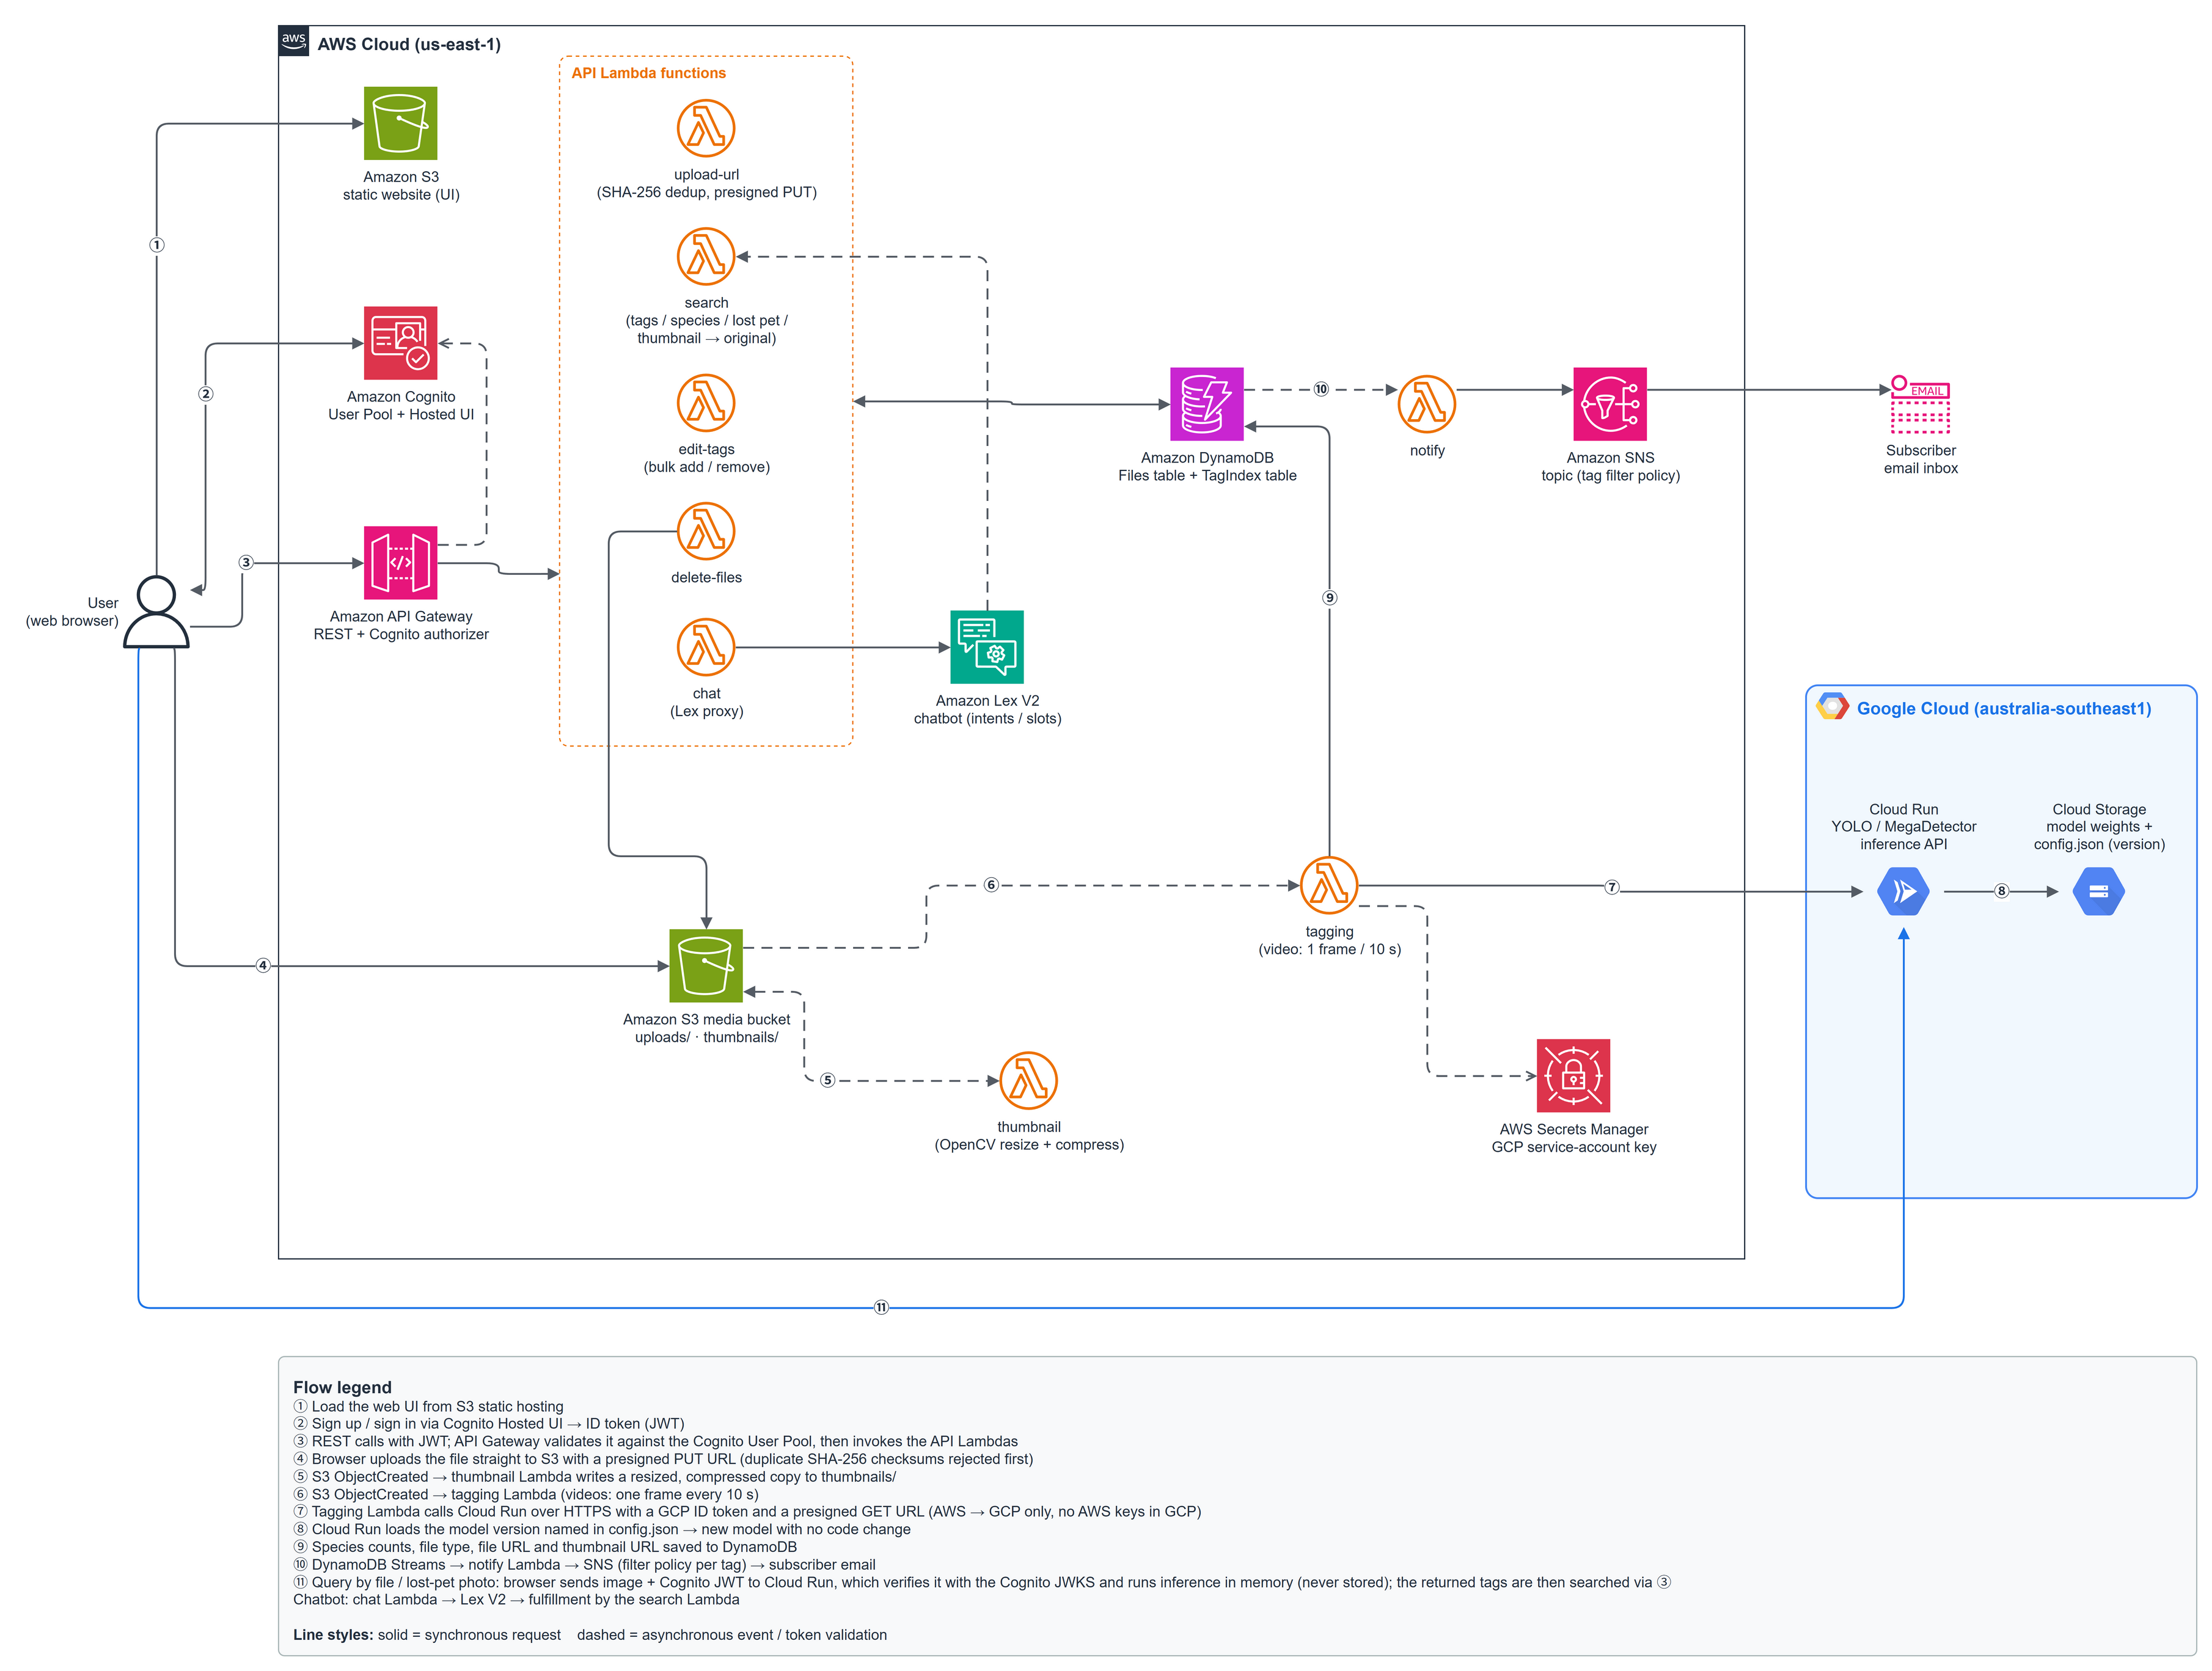 aws
AWS Cloud (us-east-1)
API Lambda functions
Amazon S3
static website (UI)
upload-url
(SHA-256 dedup, presigned PUT)
①
search
(tags / species / lost pet /
thumbnail → original)
②
Amazon Cognito
User Pool + Hosted UI
edit-tags
(bulk add / remove)
Amazon DynamoDB
Files table + TagIndex table
⑩
notify
Amazon SNS
topic (tag filter policy)
EMAIL
Subscriber
email inbox
③
</>
User
(web browser)
Amazon API Gateway
REST + Cognito authorizer
delete-files
⑨
chat
(Lex proxy)
Amazon Lex V2
chatbot (intents / slots)
Google Cloud (australia-southeast1)
Cloud Run
YOLO / MegaDetector
inference API
Cloud Storage
model weights +
config.json (version)
⑥
⑦
⑧
tagging
(video: 1 frame / 10 s)
④
Amazon S3 media bucket
uploads/ · thumbnails/
⑤
thumbnail
(OpenCV resize + compress)
AWS Secrets Manager
GCP service-account key
⑪
Flow legend
① Load the web UI from S3 static hosting
② Sign up / sign in via Cognito Hosted UI → ID token (JWT)
③ REST calls with JWT; API Gateway validates it against the Cognito User Pool, then invokes the API Lambdas
④ Browser uploads the file straight to S3 with a presigned PUT URL (duplicate SHA-256 checksums rejected first)
⑤ S3 ObjectCreated → thumbnail Lambda writes a resized, compressed copy to thumbnails/
⑥ S3 ObjectCreated → tagging Lambda (videos: one frame every 10 s)
⑦ Tagging Lambda calls Cloud Run over HTTPS with a GCP ID token and a presigned GET URL (AWS → GCP only, no AWS keys in GCP)
⑧ Cloud Run loads the model version named in config.json → new model with no code change
⑨ Species counts, file type, file URL and thumbnail URL saved to DynamoDB
⑩ DynamoDB Streams → notify Lambda → SNS (filter policy per tag) → subscriber email
⑪ Query by file / lost-pet photo: browser sends image + Cognito JWT to Cloud Run, which verifies it with the Cognito JWKS and runs inference in memory (never stored); the returned tags are then searched via ③
Chatbot: chat Lambda → Lex V2 → fulfillment by the search Lambda
Line styles: solid = synchronous request    dashed = asynchronous event / token validation